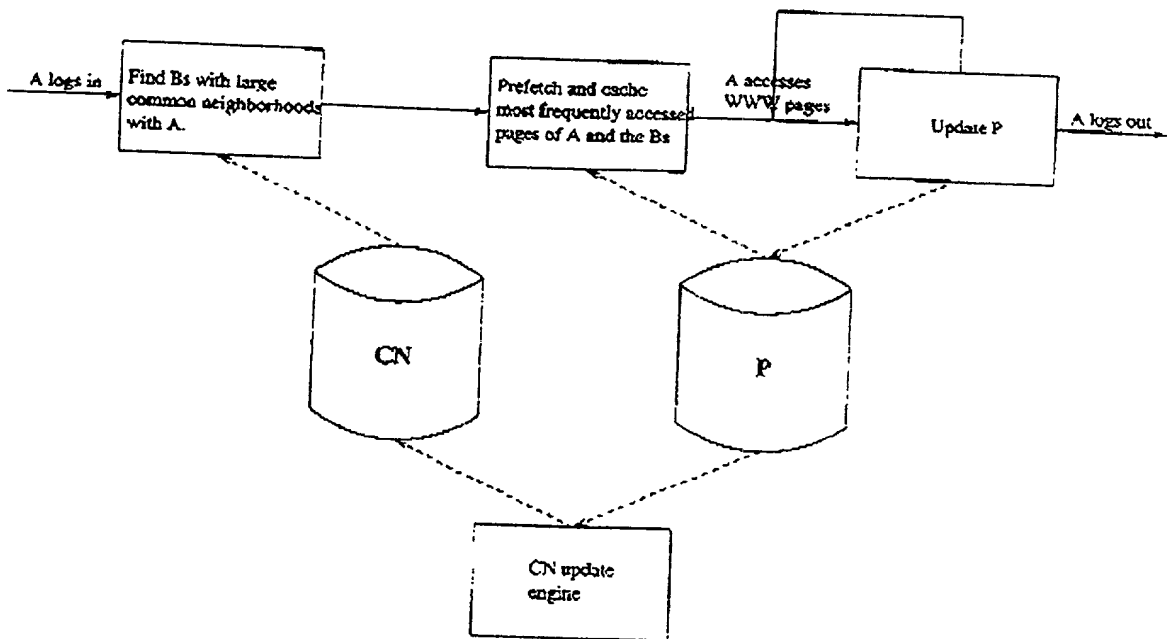 A logs in
Find Bs with large
common neighborhoods
with A.
Prefetch and cache
most frequently accessed
pages of A and the Bs
A accesses
WWW pages
Update P
A logs out
CN
P
CN update
engine